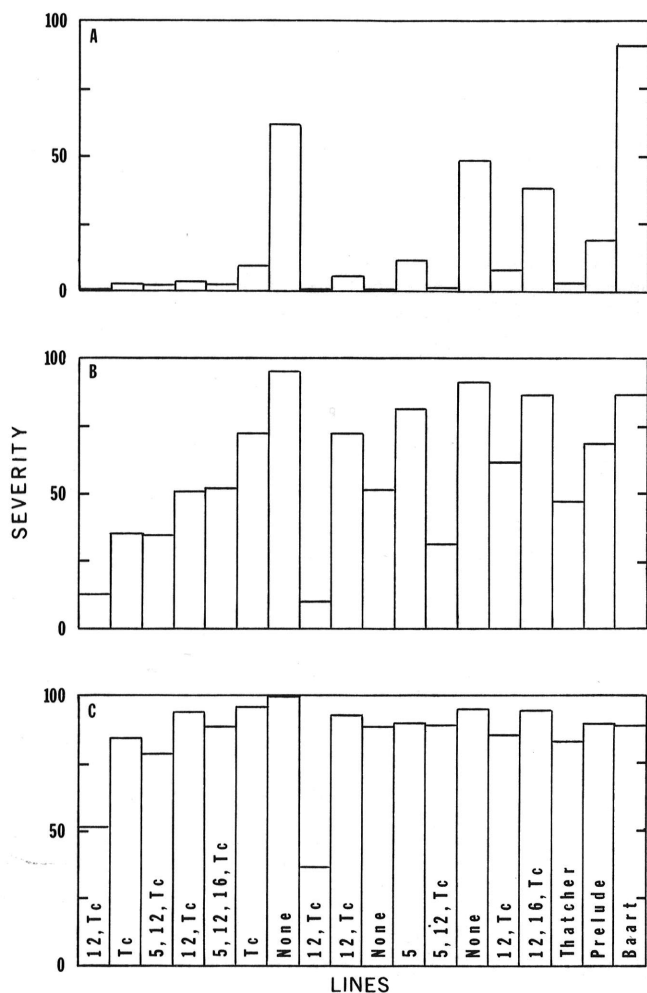 100
A
50
0
100
B
50
0
SEVERITY
100
C
50
0
12, Tc
Tc
5, 12, Tc
12, Tc
5, 12, 16, Tc
Tc
None
12, Tc
12, Tc
None
5
5, 12, Tc
None
12, Tc
12, 16, Tc
Thatcher
Prelude
Baart
LINES